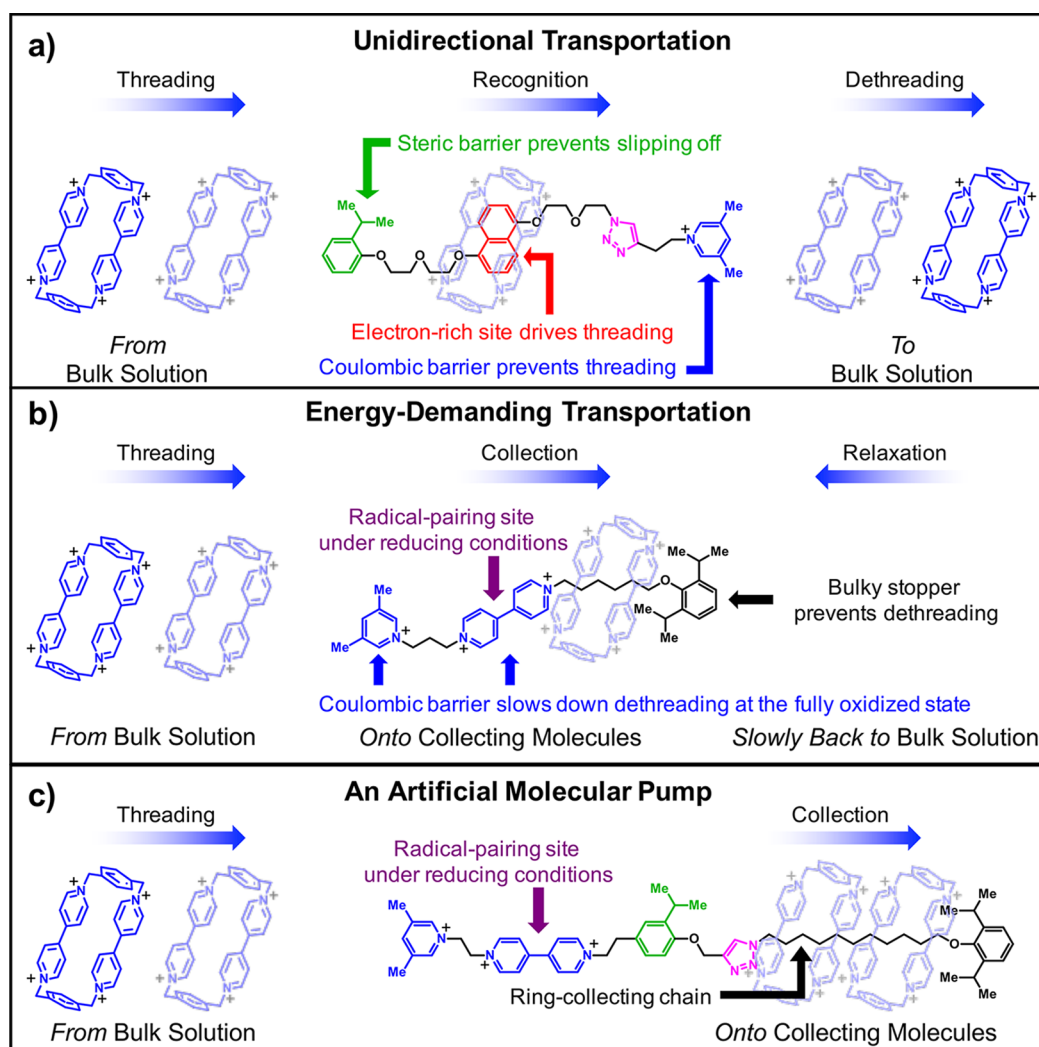 a)
Unidirectional Transportation
Threading
Recognition
Dethreading
Steric barrier prevents slipping off
Me
Me
O
O
O
O
O
O
N
N
N
N
+
Me
Me
Electron-rich site drives threading
Coulombic barrier prevents threading
From
Bulk Solution
To
Bulk Solution
b)
Energy-Demanding Transportation
Threading
Collection
Relaxation
Radical-pairing site
under reducing conditions
Me
Me
N
+
N
+
N
+
O
Me
Me
Me
Me
Bulky stopper
prevents dethreading
Coulombic barrier slows down dethreading at the fully oxidized state
From Bulk Solution
Onto Collecting Molecules
Slowly Back to Bulk Solution
c)
An Artificial Molecular Pump
Threading
Collection
Radical-pairing site
under reducing conditions
Me
Me
N
+
N
+
N
+
Me
Me
O
N
N
N
O
Me
Me
Me
Me
Ring-collecting chain
From Bulk Solution
Onto Collecting Molecules